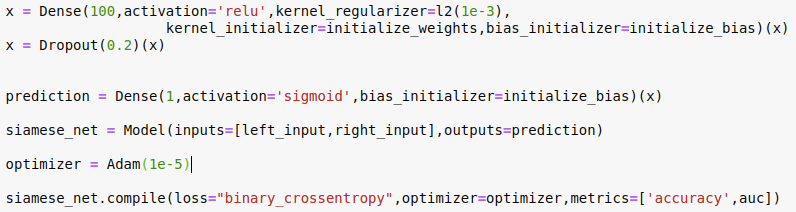 x = Dense(100,activation='relu',kernel_regularizer=l2(1e-3),
kernel_initializer=initialize_weights,bias_initializer=initialize_bias)(x)
x = Dropout(0.2)(x)
prediction = Dense(1,activation='sigmoid',bias_initializer=initialize_bias)(x)
siamese_net = Model(inputs=[left_input,right_input],outputs=prediction)
optimizer = Adam(1e-5)
siamese_net.compile(loss="binary_crossentropy",optimizer=optimizer,metrics=['accuracy',auc])